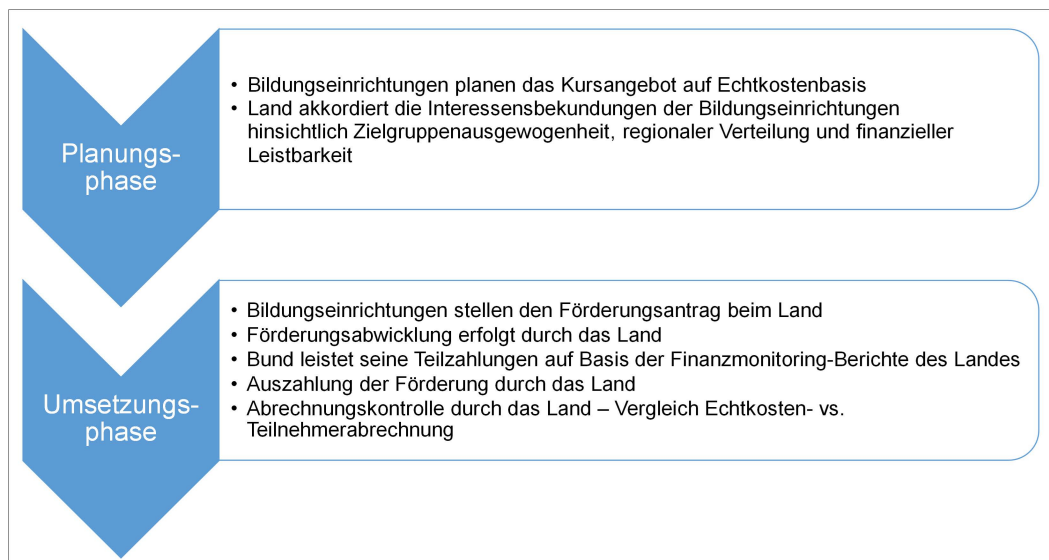 Planungs-
phase
• Bildungseinrichtungen planen das Kursangebot auf Echtkostenbasis
• Land akkordiert die Interessensbekundungen der Bildungseinrichtungen
hinsichtlich Zielgruppenausgewogenheit, regionaler Verteilung und finanzieller
Leistbarkeit
Umsetzungs-
phase
• Bildungseinrichtungen stellen den Förderungsantrag beim Land
• Förderungsabwicklung erfolgt durch das Land
• Bund leistet seine Teilzahlungen auf Basis der Finanzmonitoring-Berichte des Landes
• Auszahlung der Förderung durch das Land
• Abrechnungskontrolle durch das Land – Vergleich Echtkosten- vs.
Teilnehmerabrechnung